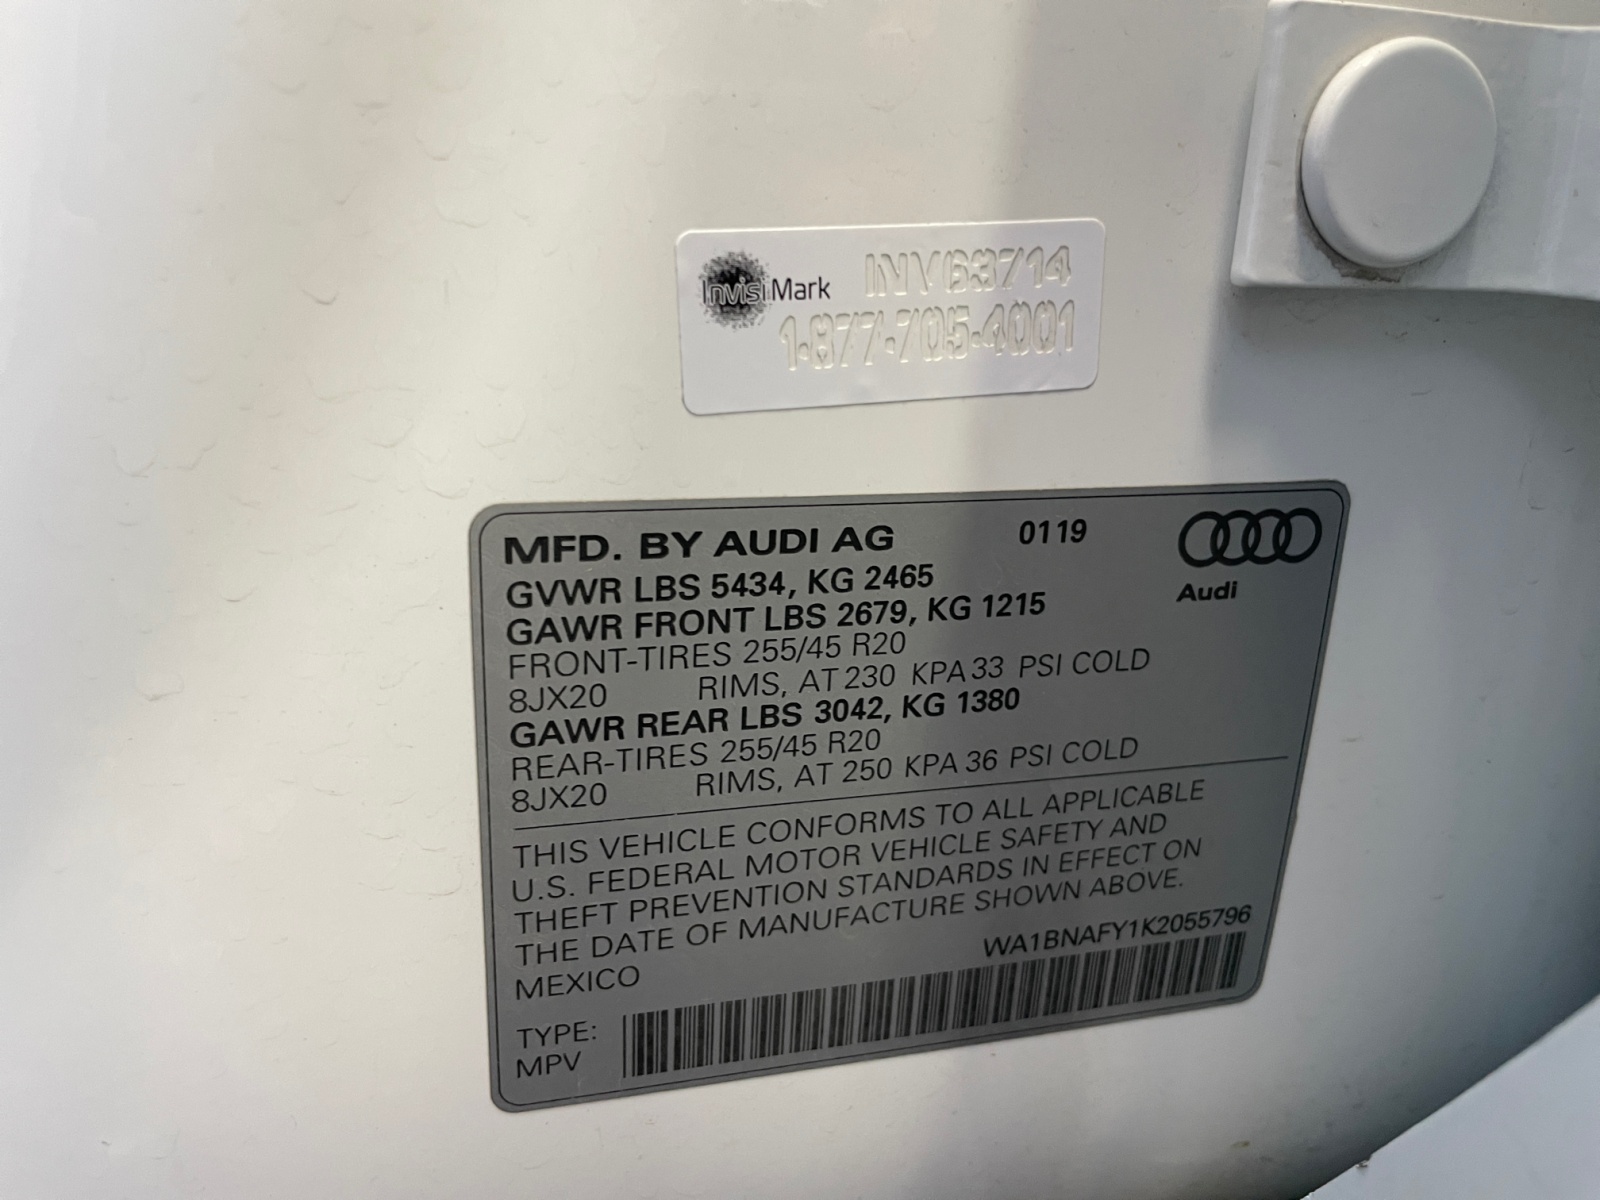 InvisiMark INV63714
1-877-705-4001
MFD. BY AUDI AG 0119
GVWR LBS 5434, KG 2465
Audi
GAWR FRONT LBS 2679, KG 1215
FRONT-TIRES 255/45 R20
8JX20 RIMS, AT 230 KPA 33 PSI COLD
GAWR REAR LBS 3042, KG 1380
REAR-TIRES 255/45 R20
8JX20 RIMS, AT 250 KPA 36 PSI COLD
THIS VEHICLE CONFORMS TO ALL APPLICABLE
U.S. FEDERAL MOTOR VEHICLE SAFETY AND
THEFT PREVENTION STANDARDS IN EFFECT ON
THE DATE OF MANUFACTURE SHOWN ABOVE.
MEXICO WA1BNAFY1K2055796
TYPE:
MPV